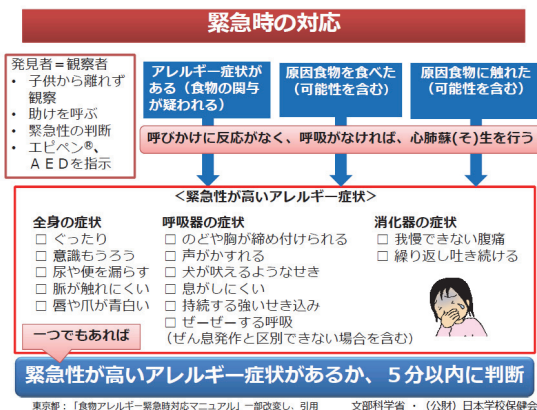 緊急時の対応
発見者＝観察者
• 子供から離れず
観察
• 助けを呼ぶ
• 緊急性の判断
• エピペン®、
ＡＥＤを指示
アレルギー症状が
ある（食物の関与
が疑われる）
原因食物を食べた
（可能性を含む）
原因食物に触れた
（可能性を含む）
呼びかけに反応がなく、呼吸がなければ、心肺蘇(そ)生を行う
＜緊急性が高いアレルギー症状＞
全身の症状
□ ぐったり
□ 意識もうろう
□ 尿や便を漏らす
□ 脈が触れにくい
□ 唇や爪が青白い
呼吸器の症状
□ のどや胸が締め付けられる
□ 声がかすれる
□ 犬が吠えるようなせき
□ 息がしにくい
□ 持続する強いせき込み
□ ぜーぜーする呼吸
（ぜん息発作と区別できない場合を含む）
消化器の症状
□ 我慢できない腹痛
□ 繰り返し吐き続ける
一つでもあれば
緊急性が高いアレルギー症状があるか、５分以内に判断
東京都：「食物アレルギー緊急時対応マニュアル」一部改変し、引用
文部科学省 ・（公財）日本学校保健会